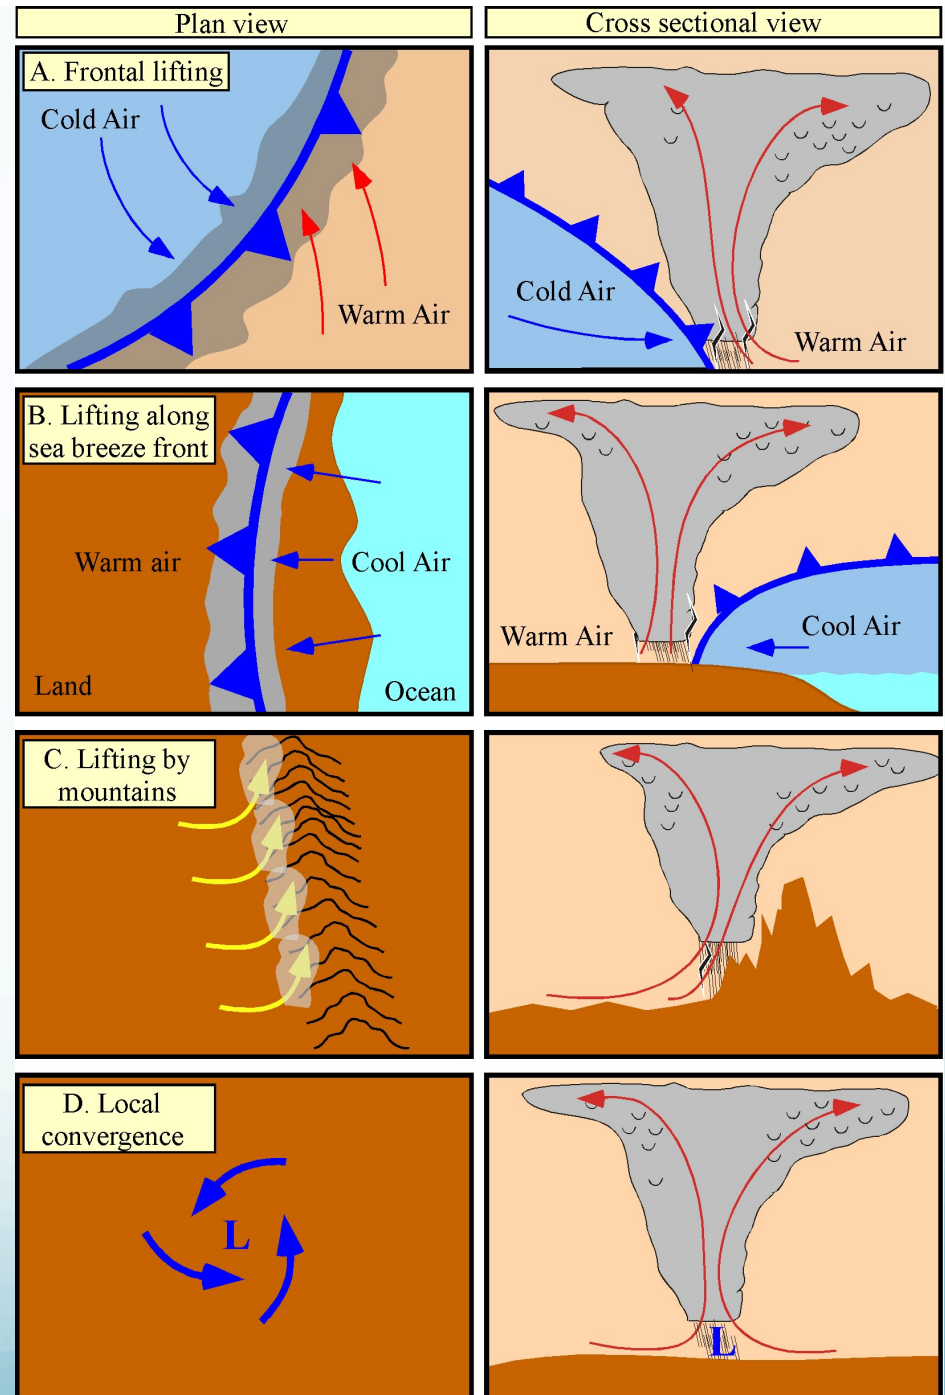 Plan view
Cross sectional view
A. Frontal lifting
Cold Air
Warm Air
Cold Air
Warm Air
B. Lifting along
sea breeze front
Warm air
Cool Air
Land
Ocean
Warm Air
Cool Air
C. Lifting by
mountains
D. Local
convergence
L
L